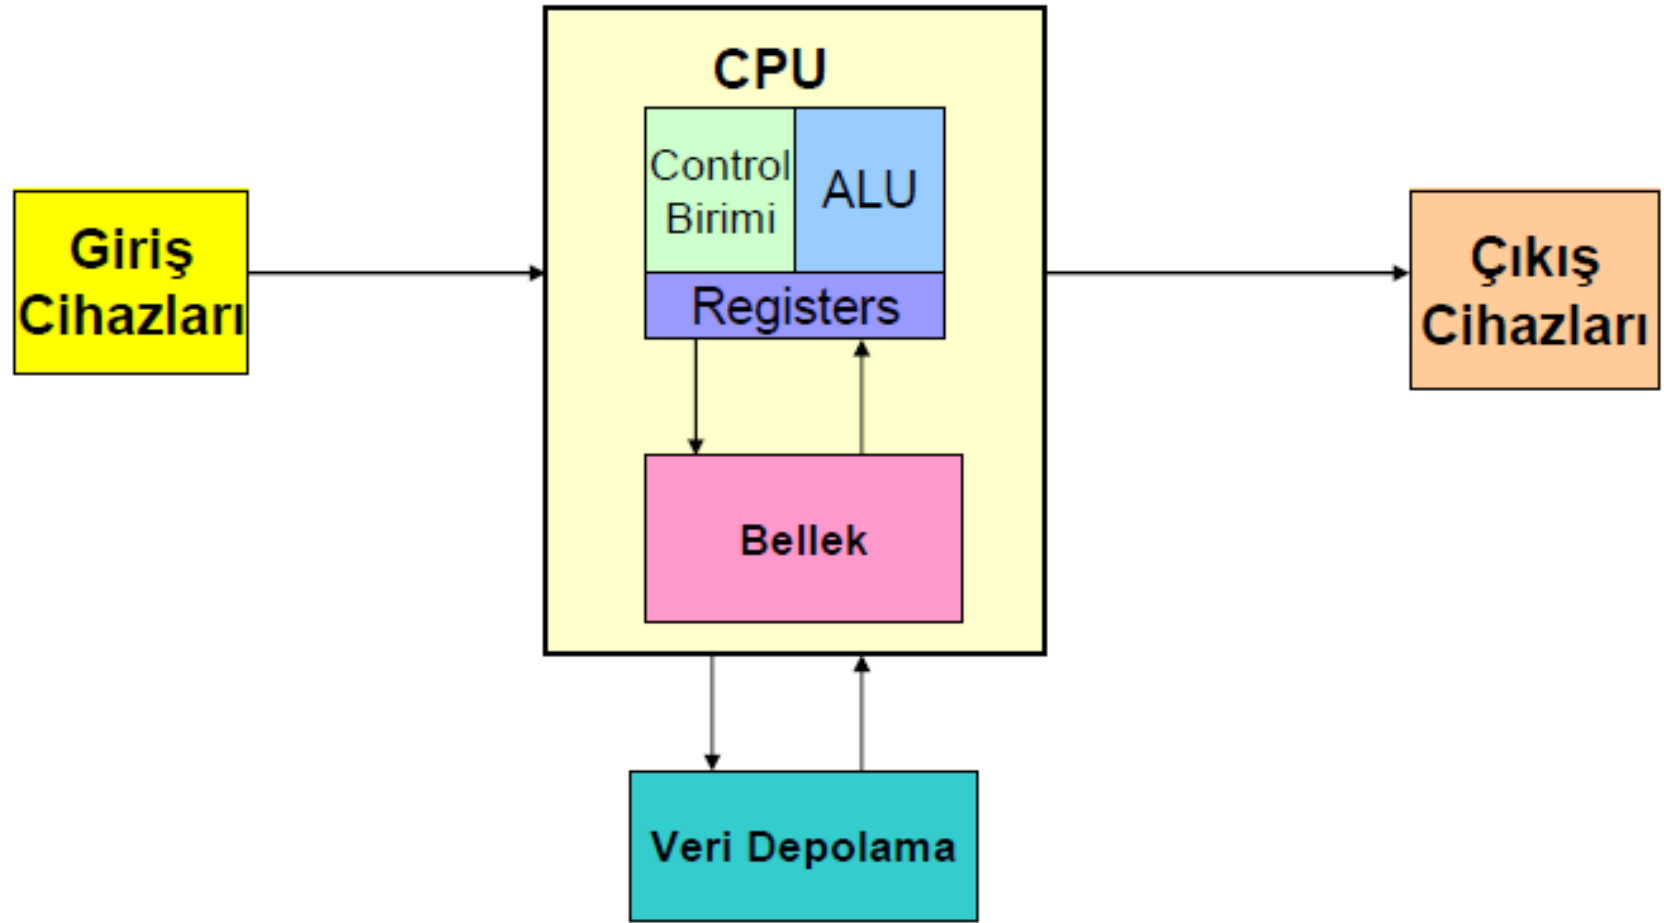 CPU
Control
Birimi
ALU
Registers
Giriş
Cihazları
Çıkış
Cihazları
Bellek
Veri Depolama